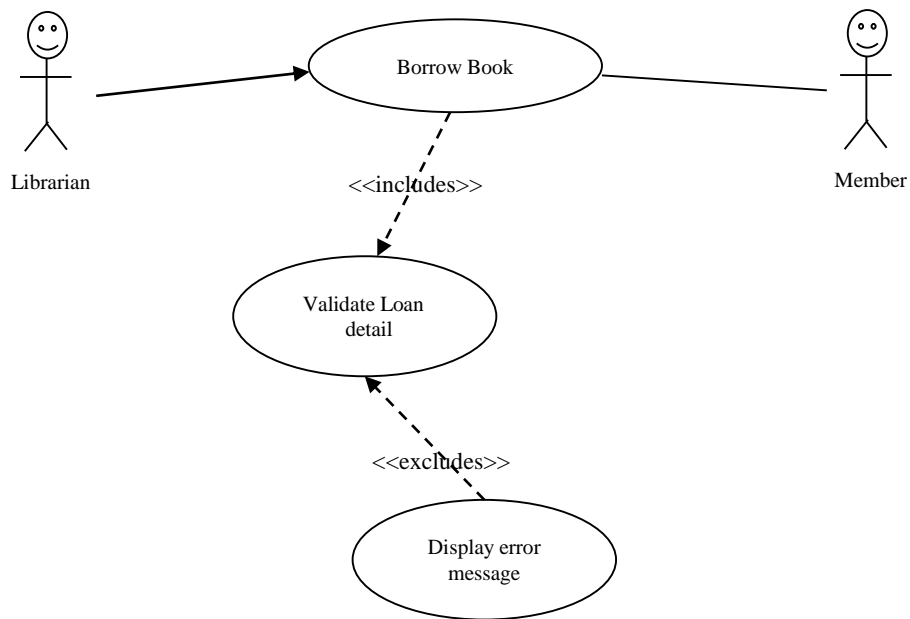 Borrow Book
Librarian
Member
<<includes>>
Validate Loan
detail
<<excludes>>
Display error
message